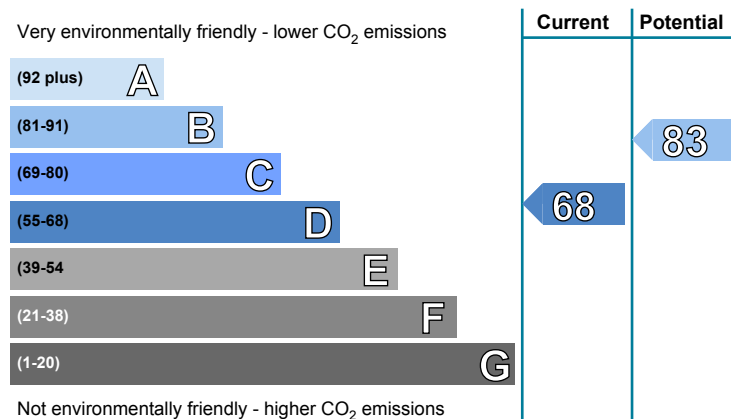 Current Potential
Very environmentally friendly - lower CO₂ emissions
(92 plus) A
(81-91) B
83
(69-80) C
68
(55-68) D
(39-54 E
(21-38) F
(1-20) G
Not environmentally friendly - higher CO₂ emissions